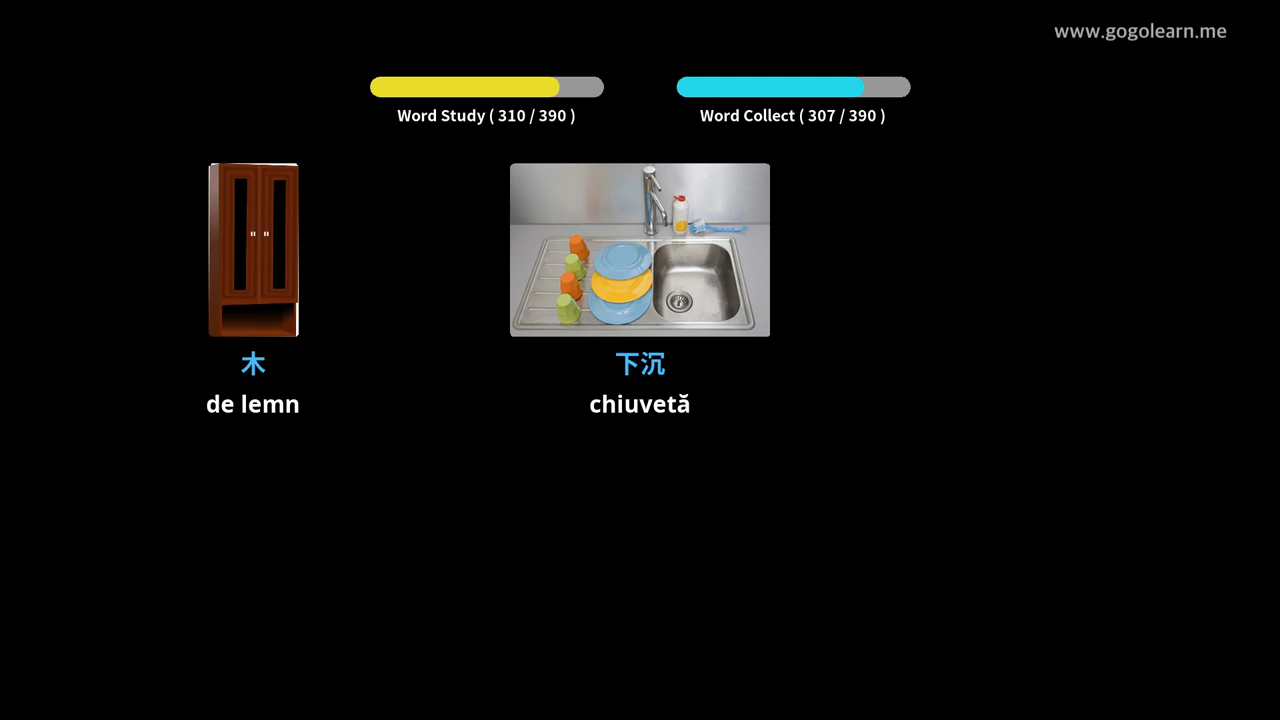 www.gogolearn.me
Word Study ( 310 / 390 )
Word Collect ( 307 / 390 )
木
de lemn
下沉
chiuvetă